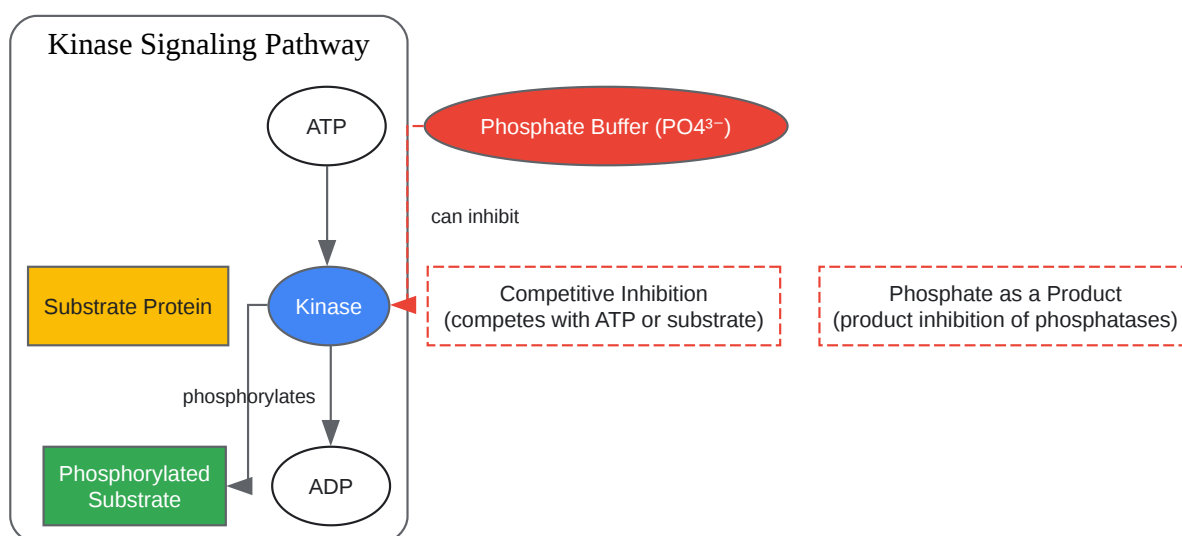 Kinase Signaling Pathway
ATP
Phosphate Buffer (PO4³⁻)
can inhibit
Substrate Protein
Kinase
Competitive Inhibition
(competes with ATP or substrate)
Phosphate as a Product
(product inhibition of phosphatases)
phosphorylates
Phosphorylated
Substrate
ADP